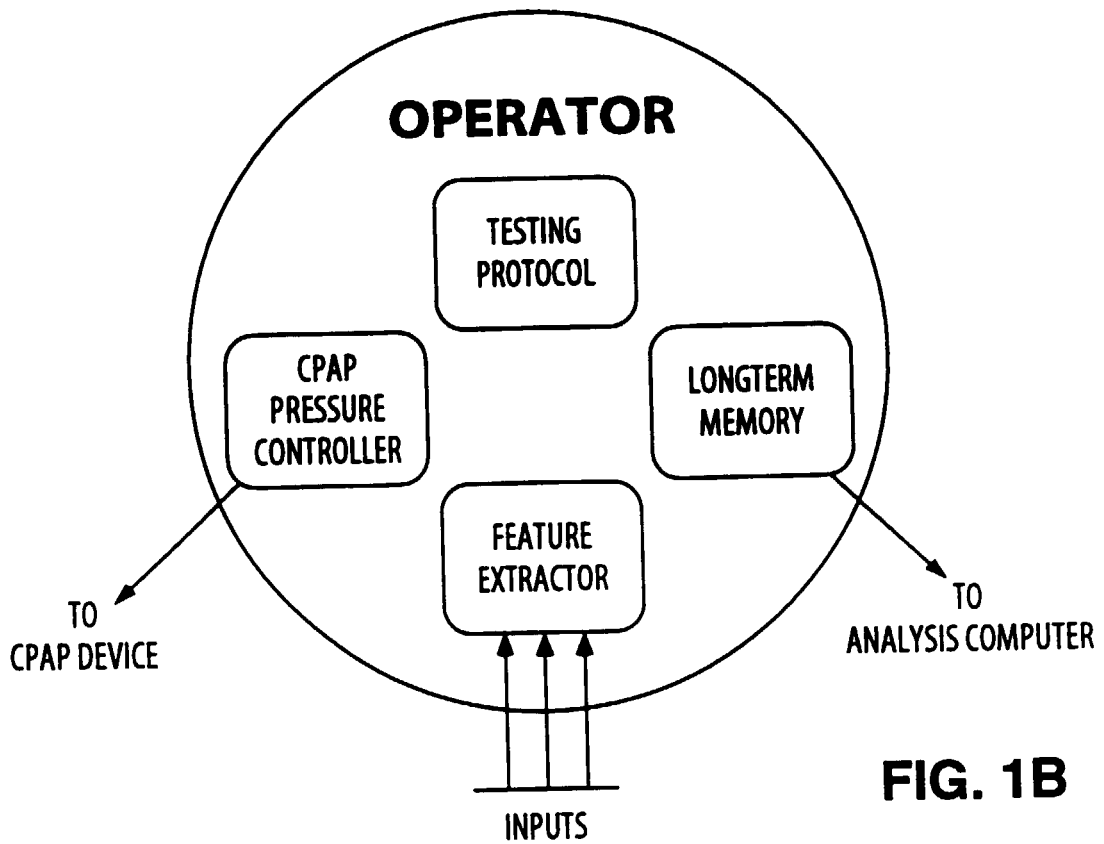 OPERATOR
TESTING
PROTOCOL
CPAP
PRESSURE
CONTROLLER
LONGTERM
MEMORY
FEATURE
EXTRACTOR
TO
CPAP DEVICE
TO
ANALYSIS COMPUTER
INPUTS
FIG. 1B